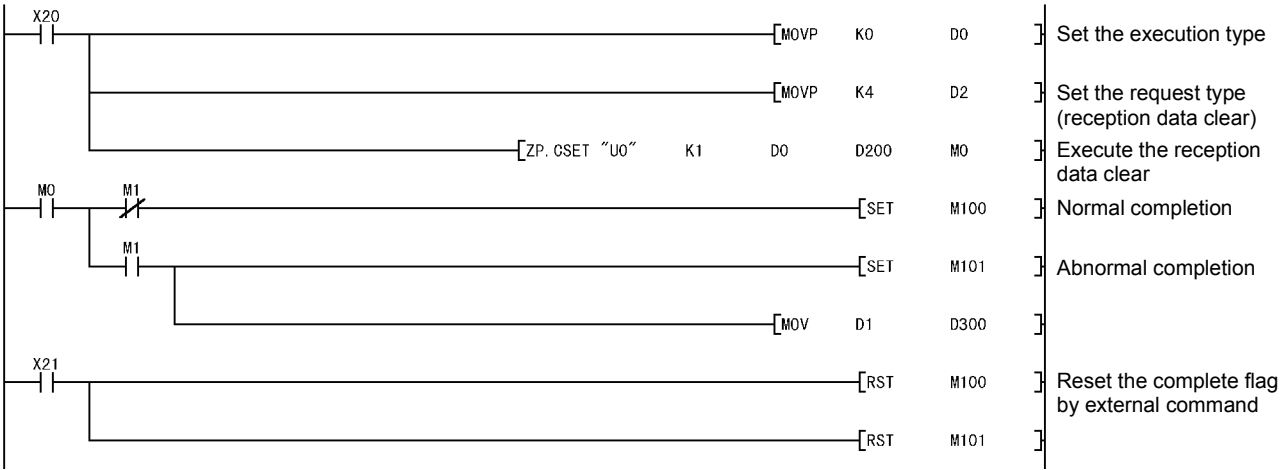 X20
[MOVP K0 D0 ] Set the execution type
[MOVP K4 D2 ] Set the request type
(reception data clear)
[ZP.CSET "U0" K1 D0 D200 M0 ] Execute the reception
data clear
M0 M1
[SET M100 ] Normal completion
M1
[SET M101 ] Abnormal completion
[MOV D1 D300 ]
X21
[RST M100 ] Reset the complete flag
by external command
[RST M101 ]